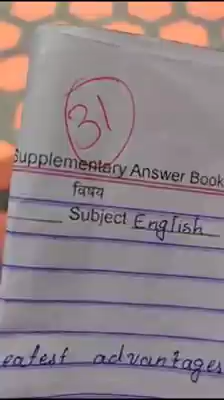 31
Supplementary Answer Book
विषय
Subject English
eatest advantages